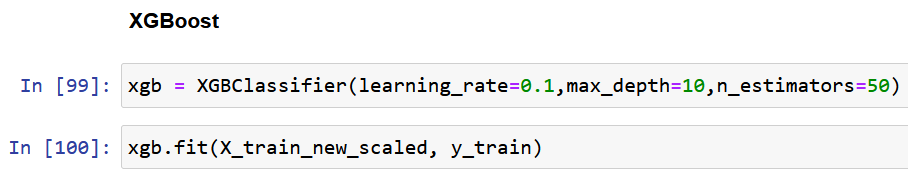 XGBoost
In [99]: xgb = XGBClassifier(learning_rate=0.1,max_depth=10,n_estimators=50)
In [100]: xgb.fit(X_train_new_scaled, y_train)